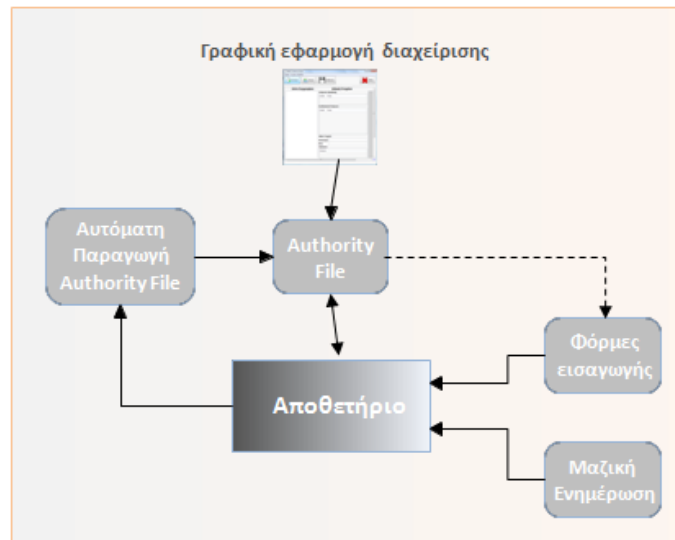 Γραφική εφαρμογή διαχείρισης
Αυτόματη
Παραγωγή
Authority File
Authority
File
Φόρμες
εισαγωγής
Αποθετήριο
Μαζική
Ενημέρωση